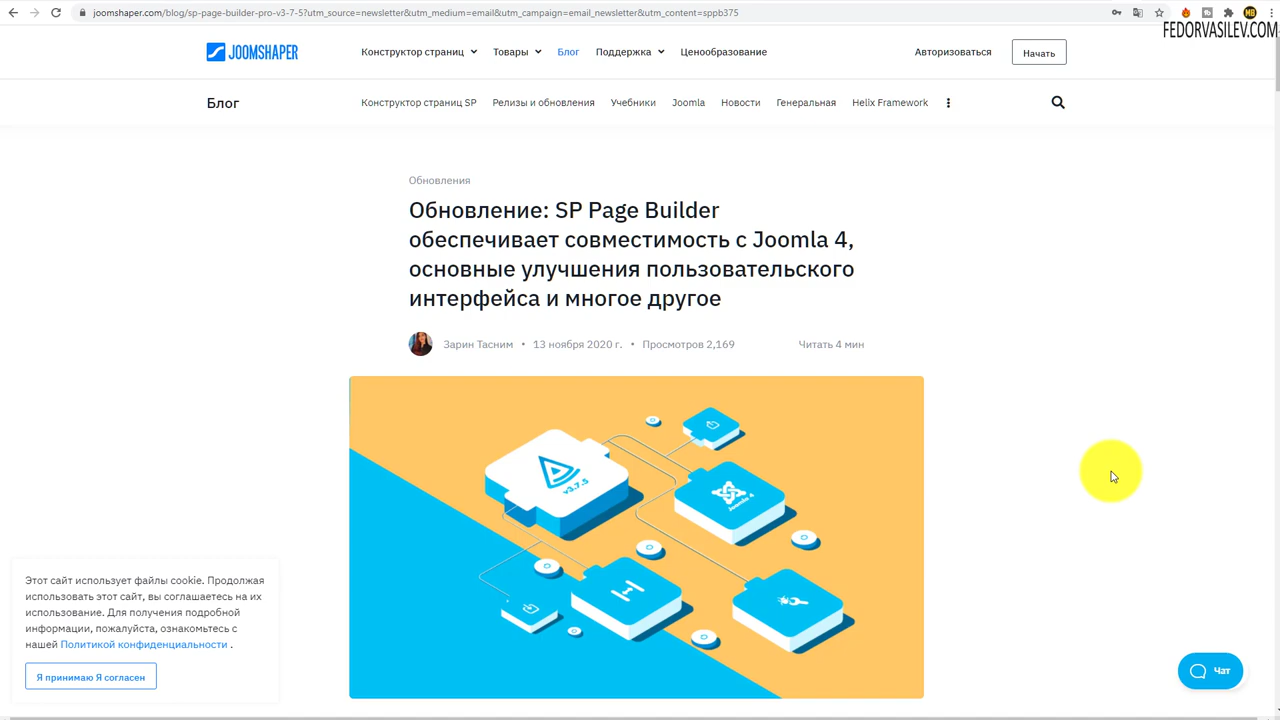 joomshaper.com/blog/sp-page-builder-pro-v3-7-5?utm_source=newsletter&utm_medium=email&utm_campaign=email_newsletter&utm_content=sppb375
MB
FEDORVASILEV.COM
JOOMSHAPER
Конструктор страниц
Товары
Блог
Поддержка
Ценообразование
Авторизоваться
Начать
Блог
Конструктор страниц SP
Релизы и обновления
Учебники
Joomla
Новости
Генеральная
Helix Framework
Обновления
Обновление: SP Page Builder
обеспечивает совместимость с Joomla 4,
основные улучшения пользовательского
интерфейса и многое другое
Зарин Тасним • 13 ноября 2020 г. • Просмотров 2,169
Читать 4 мин
v3.7.5
Joomla 4
Этот сайт использует файлы cookie. Продолжая
использовать этот сайт, вы соглашаетесь на их
использование. Для получения подробной
информации, пожалуйста, ознакомьтесь с
нашей Политикой конфиденциальности .
Я принимаю Я согласен
Чат